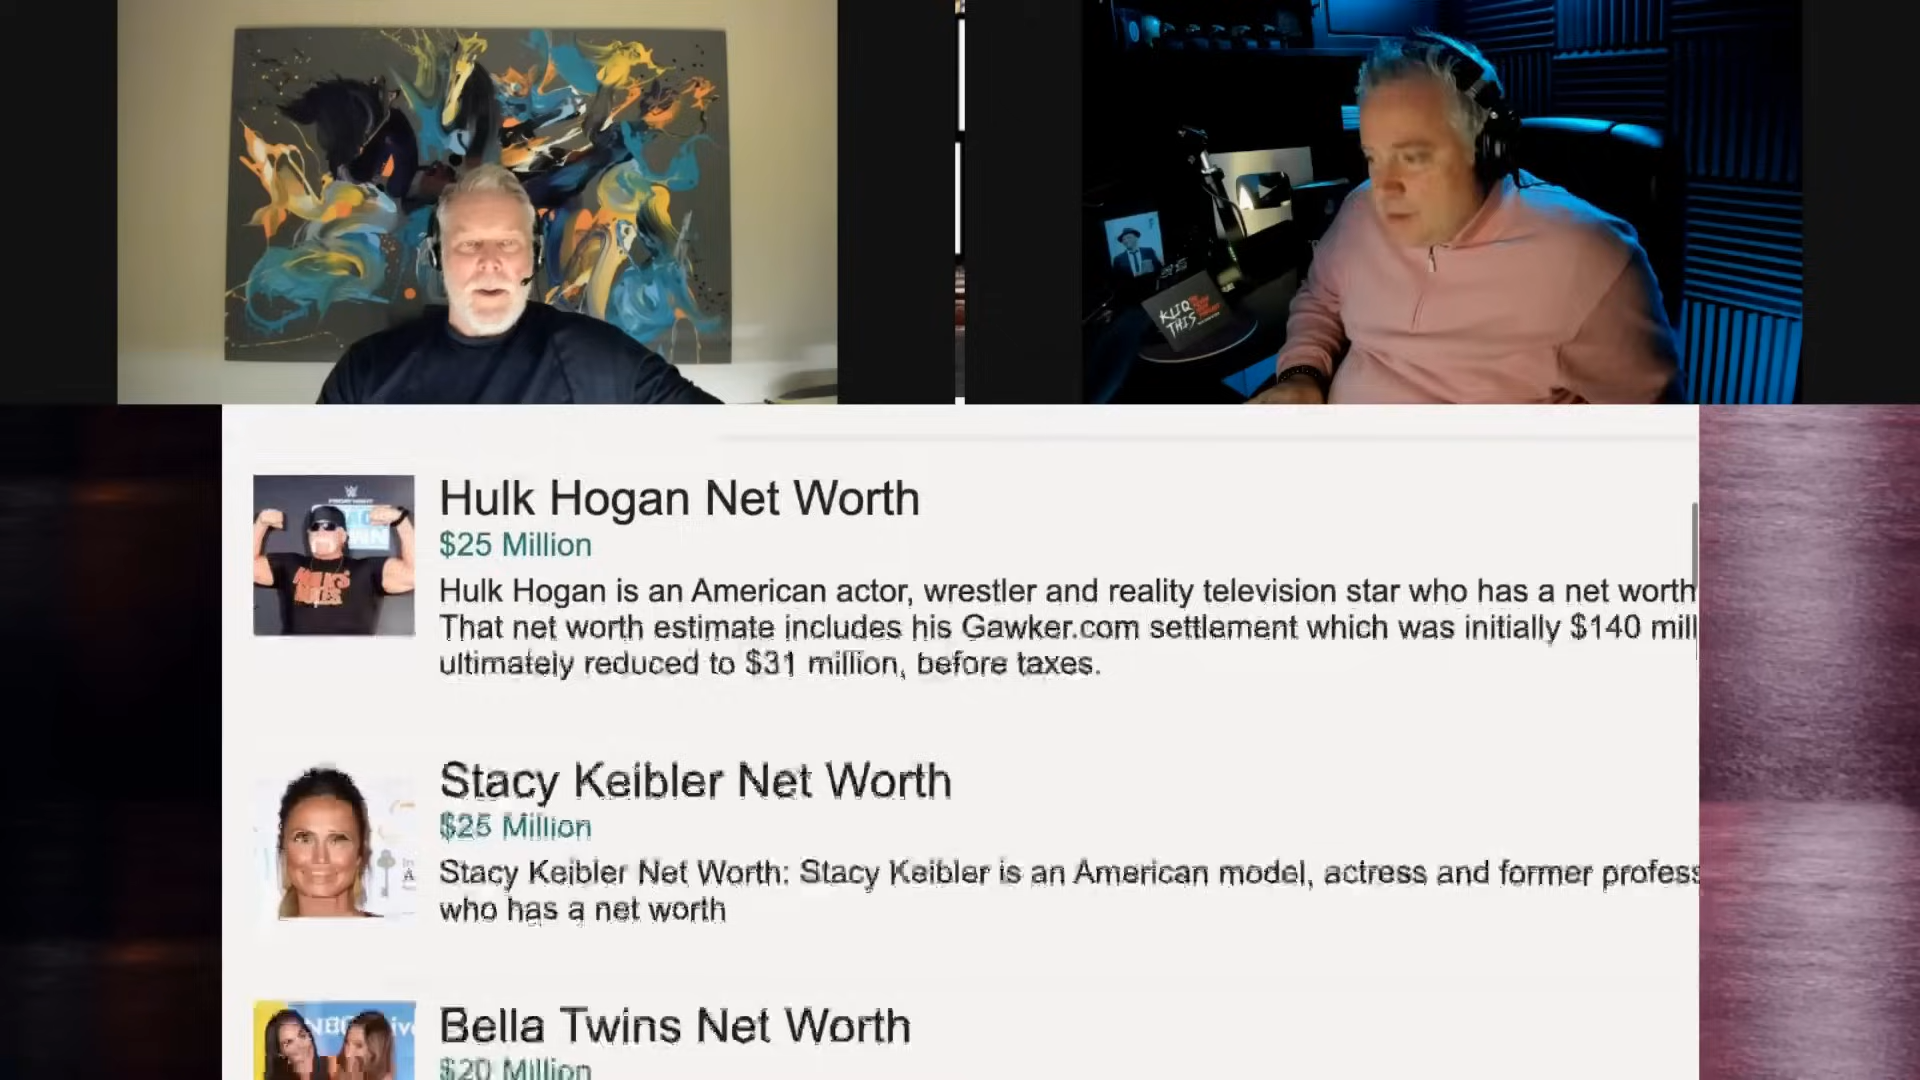 KLIQ
THIS
Hulk Hogan Net Worth
$25 Million
Hulk Hogan is an American actor, wrestler and reality television star who has a net worth
That net worth estimate includes his Gawker.com settlement which was initially $140 mill
ultimately reduced to $31 million, before taxes.
Stacy Keibler Net Worth
$25 Million
Stacy Keibler Net Worth: Stacy Keibler is an American model, actress and former profess
who has a net worth
Bella Twins Net Worth
$20 Million